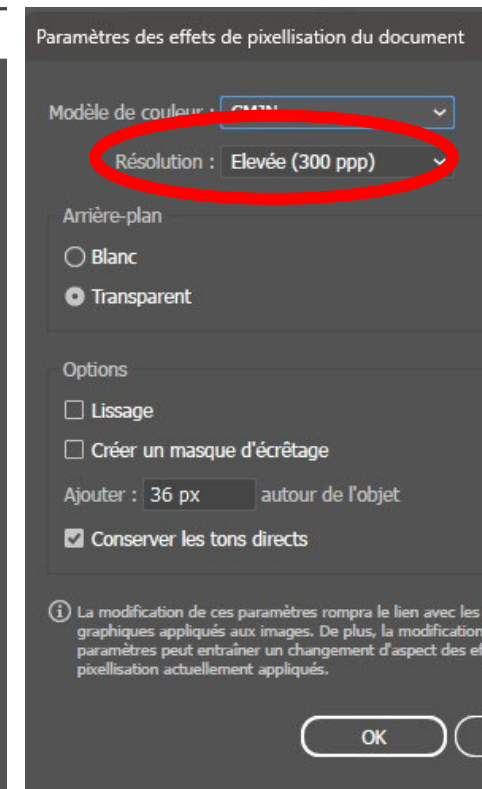 Paramètres des effets de pixellisation du document
Modèle de couleur : CMJN
Résolution : Elevée (300 ppp)
Arrière-plan
Blanc
Transparent
Options
Lissage
Créer un masque d'écrêtage
Ajouter : 36 px autour de l'objet
Conserver les tons directs
La modification de ces paramètres rompra le lien avec les
graphiques appliqués aux images. De plus, la modification
paramètres peut entraîner un changement d'aspect des ef
pixellisation actuellement appliqués.
OK